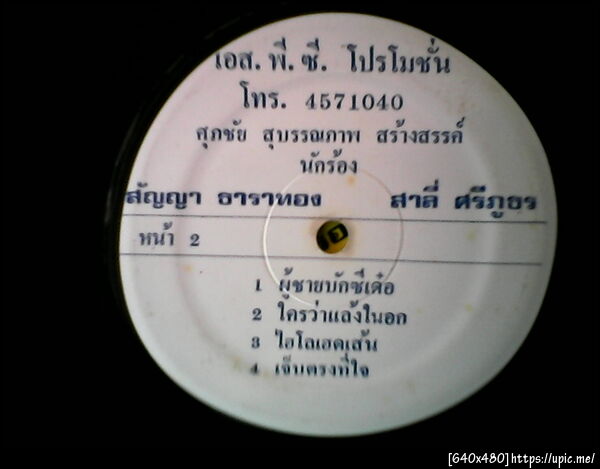 เอส. พี. ซี. โปรโมชั่น
โทร. 4571040
ศุภชัย สุบรรณภาพ สร้างสรรค์
นักร้อง
สัญญา ธาราทอง สาลี่ ศรีภูธร
หน้า 2
1 ผู้ชายบักซีเด๋อ
2 ใครว่าแล้งในอก
3 ไฮโลเฮดเส้น
4 เจ็บตรงที่ใจ
[640x480]https://upic.me/